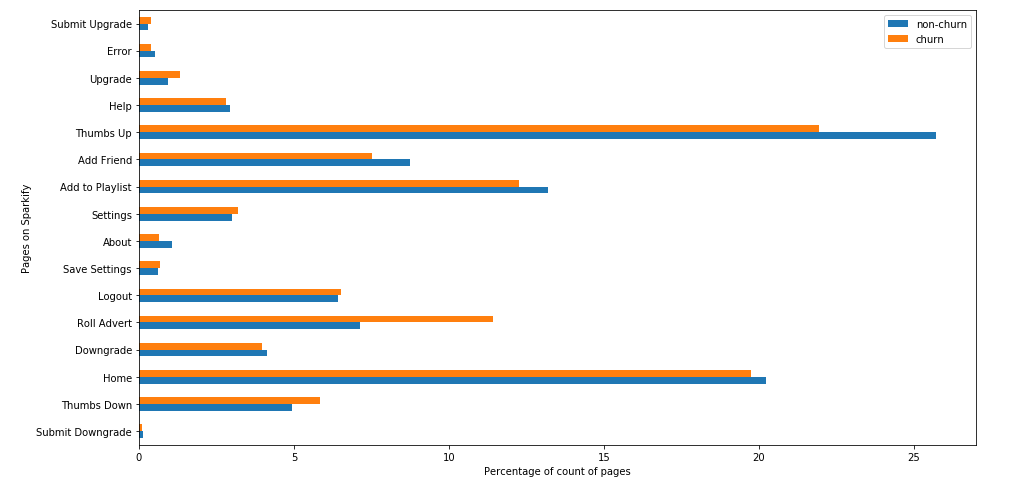 Submit Upgrade
Error
Upgrade
Help
Thumbs Up
Add Friend
Add to Playlist
Settings
About
Save Settings
Logout
Roll Advert
Downgrade
Home
Thumbs Down
Submit Downgrade
Pages on Sparkify
non-churn
churn
0 5 10 15 20 25
Percentage of count of pages